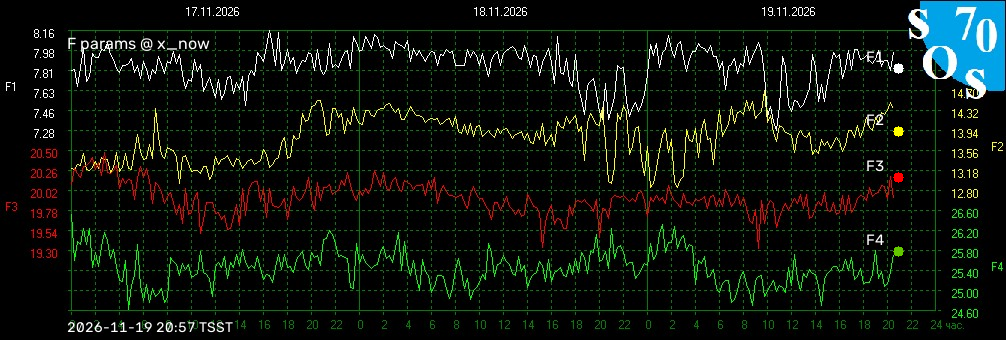 17.11.2026 18.11.2026 19.11.2026
SOS 70
F params @ x_now
8.16
7.98
7.81
7.63
7.46
7.28
F1
20.50
20.26
20.02
19.78
19.54
19.30
F3
F1
F2
F3
F4
14.70
14.32
13.94
13.56
13.18
12.80
F2
26.60
26.20
25.80
25.40
25.00
24.60
F4
2026-11-19 20:57 TSST
14 16 18 20 22 0 2 4 6 8 10 12 14 16 18 20 22 0 2 4 6 8 10 12 14 16 18 20 22 24 час.